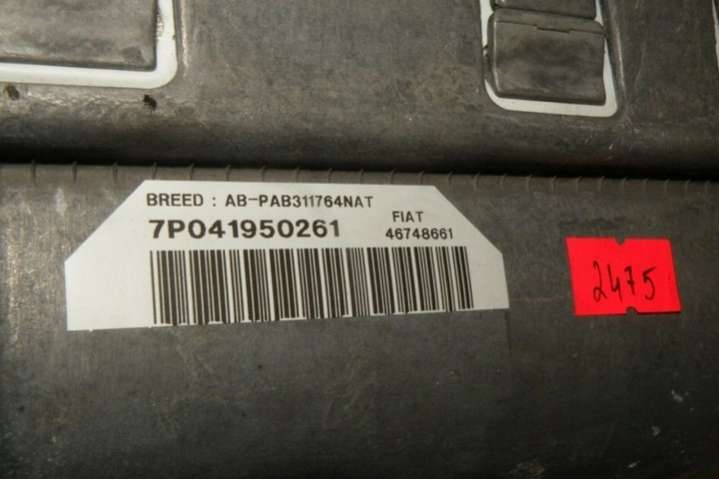 BREED : AB-PAB311764NAT
7P041950261
FIAT
46748661
2475